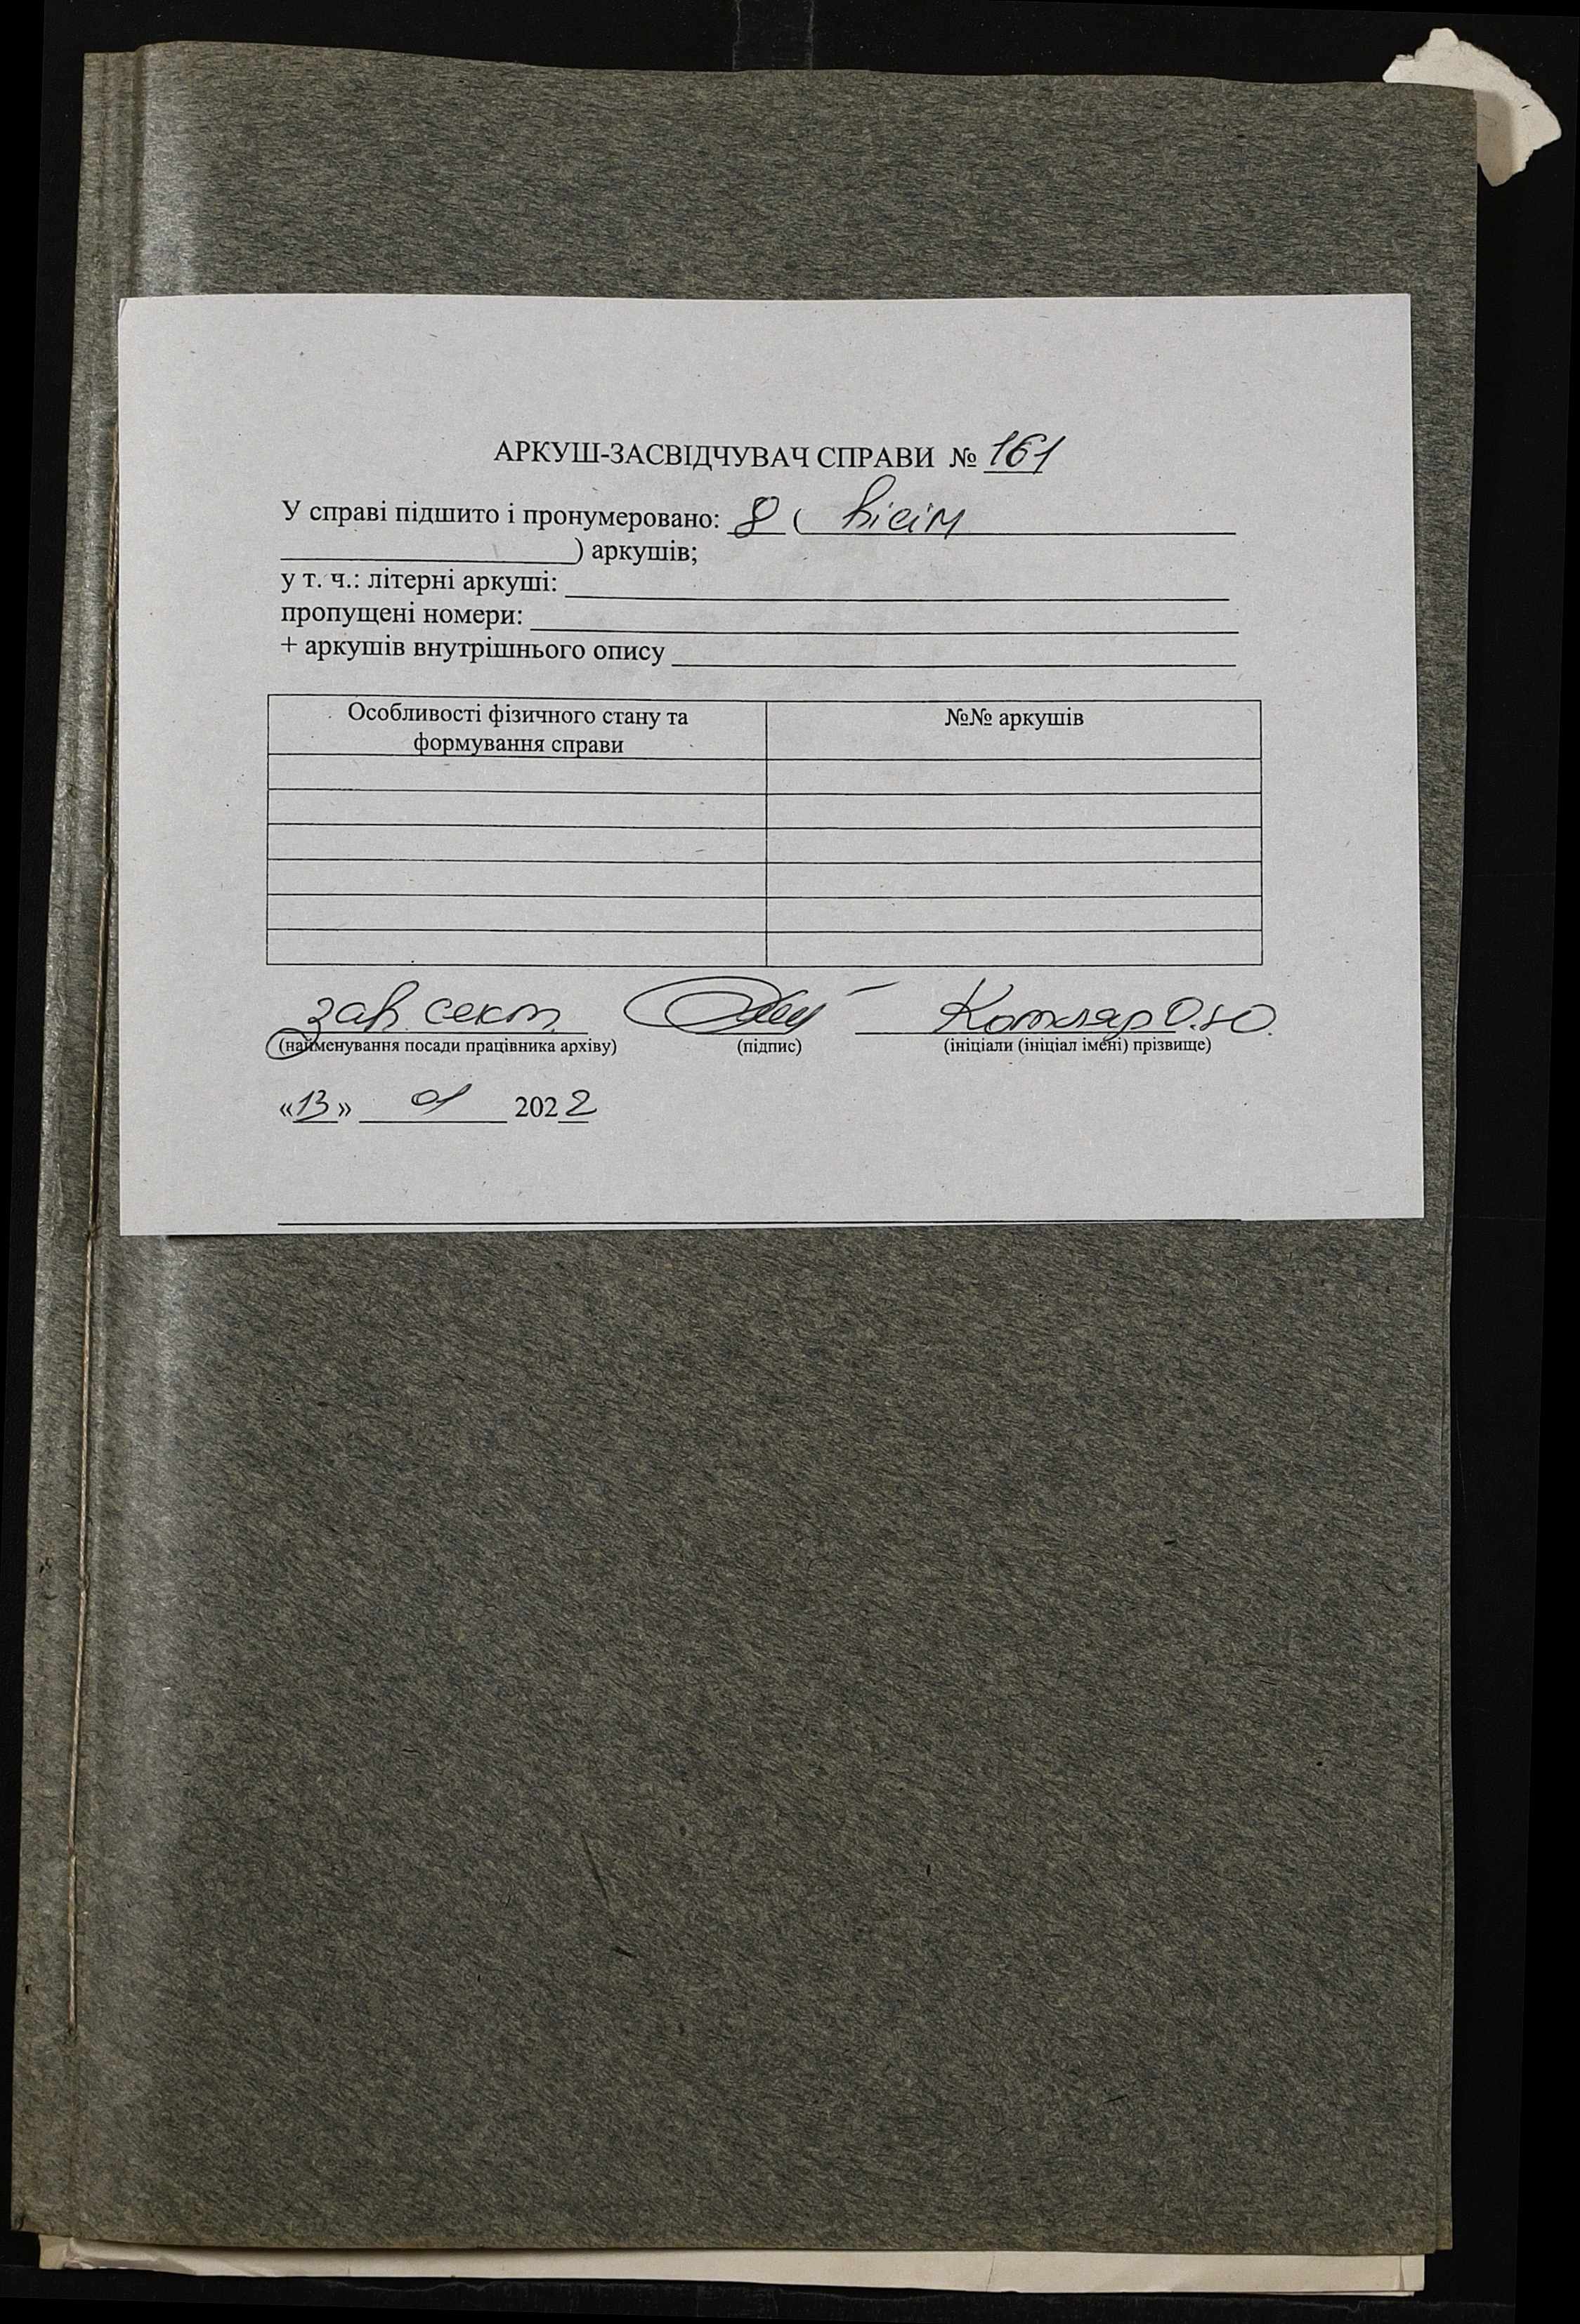 АРКУШ-ЗАСВІДЧУВАЧ СПРАВИ № 161
У справі підшито і пронумеровано: 8 ( вісім
) аркушів;
у т. ч.: літерні аркуші:
пропущені номери:
+ аркушів внутрішнього опису
Особливості фізичного стану та №№ аркушів
формування справи
зав. сект. Котляр О.Ю.
(найменування посади працівника архіву) (підпис) (ініціали (ініціал імені) прізвище)
«13» 01 2022